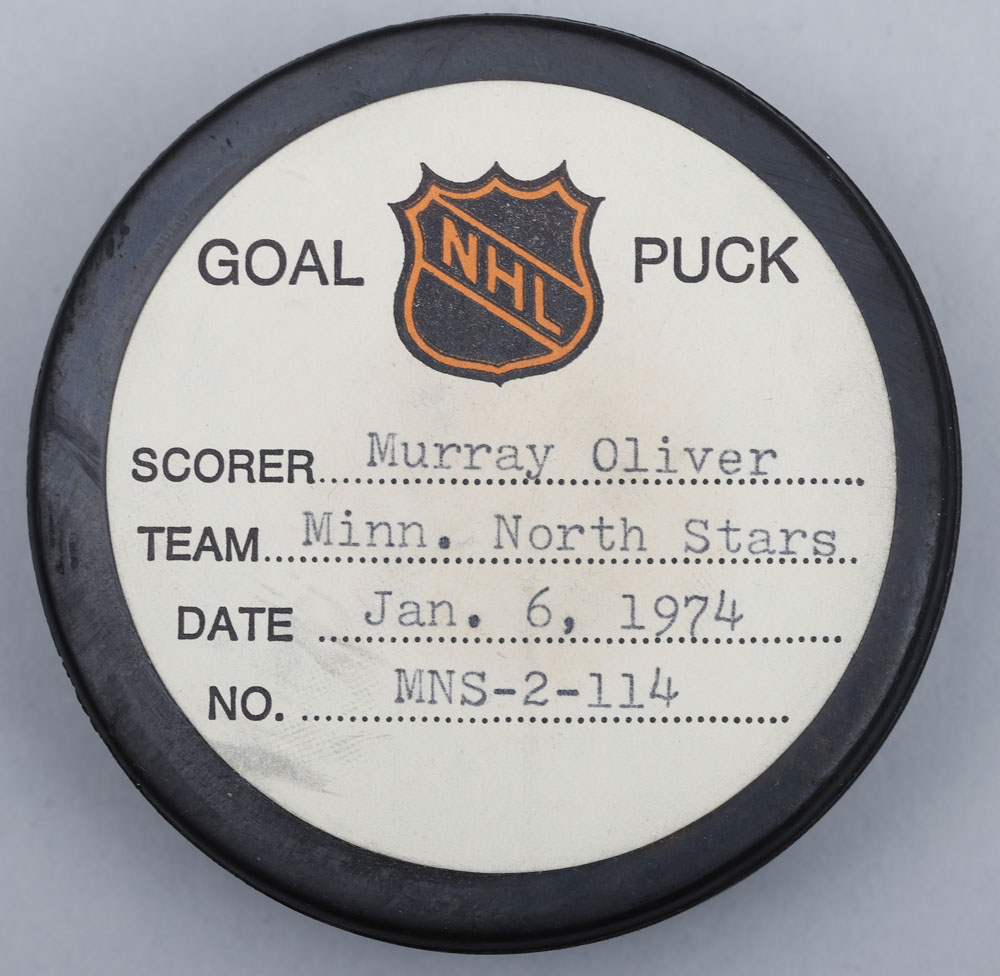 GOAL NHL PUCK
SCORER....Murray Oliver....
TEAM..Minn. North Stars..
DATE ....Jan. 6, 1974....
NO. ....MNS-2-114....